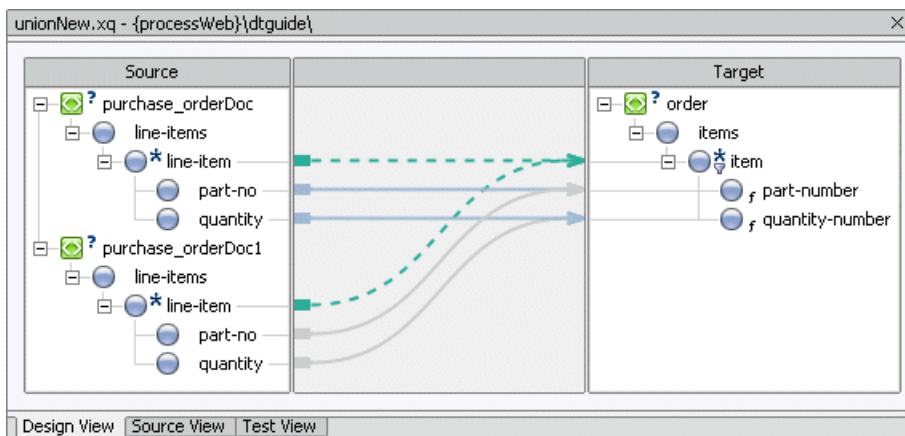 unionNew.xq - {processWeb}\dtguide\
Source
Target
? purchase_orderDoc
line-items
* line-item
part-no
quantity
? purchase_orderDoc1
line-items
* line-item
part-no
quantity
? order
items
* item
f part-number
f quantity-number
Design View Source View Test View